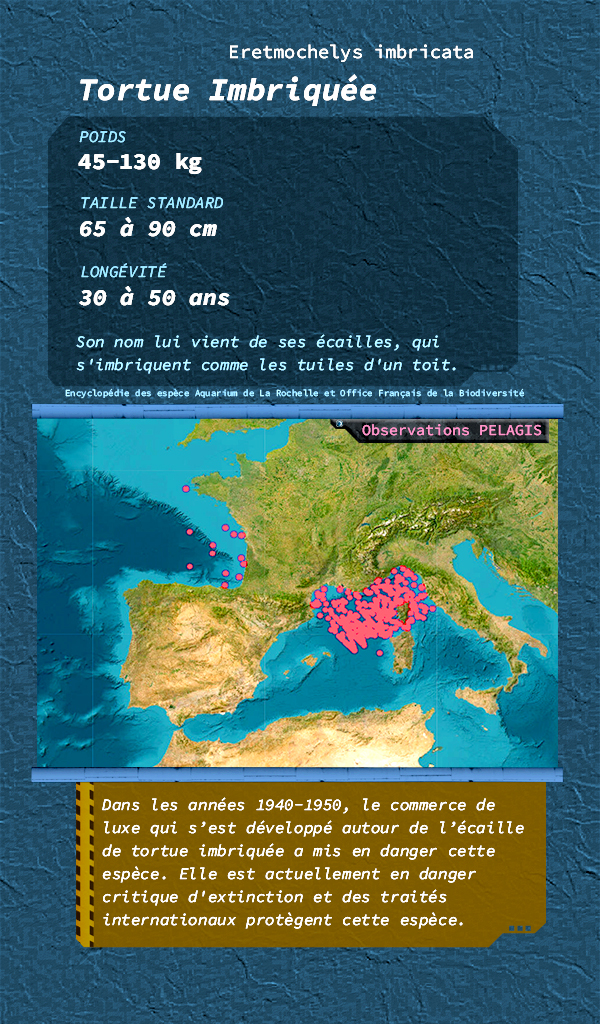 Eretmochelys imbricata
Tortue Imbriquée
POIDS
45-130 kg
TAILLE STANDARD
65 à 90 cm
LONGÉVITÉ
30 à 50 ans
Son nom lui vient de ses écailles, qui
s'imbriquent comme les tuiles d'un toit.
Encyclopédie des espèce Aquarium de La Rochelle et Office Français de la Biodiversité
Observations PELAGIS
Dans les années 1940-1950, le commerce de
luxe qui s’est développé autour de l’écaille
de tortue imbriquée a mis en danger cette
espèce. Elle est actuellement en danger
critique d'extinction et des traités
internationaux protègent cette espèce.